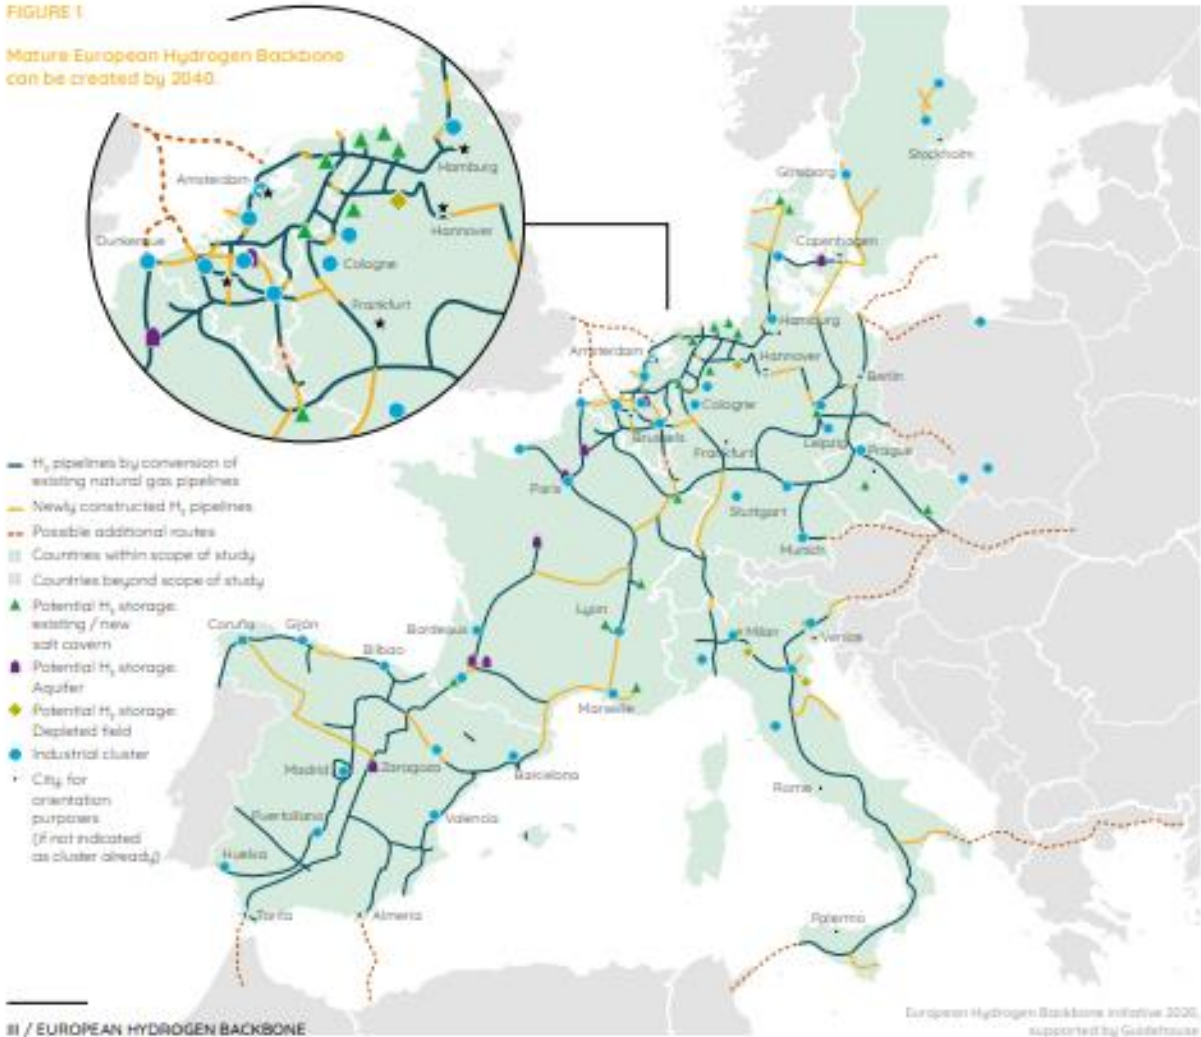 FIGURE 1
Mature European Hydrogen Backbone
can be created by 2040.
Amsterdam
Hamburg
Hannover
Dunkerque
Cologne
Frankfurt
Stockholm
Göteborg
Copenhagen
Hamburg
Amsterdam
Hannover
Berlin
Cologne
Brussels
Leipzig
Frankfurt
Prague
Paris
Stuttgart
Munich
H₂ pipelines by conversion of
existing natural gas pipelines
Newly constructed H₂ pipelines
Possible additional routes
Countries within scope of study
Countries beyond scope of study
Potential H₂ storage:
existing / new
salt cavern
Potential H₂ storage:
Aquifer
Potential H₂ storage:
Depleted field
Industrial cluster
City, for
orientation
purposes
(if not indicated
as cluster already)
Lyon
Coruña
Gijón
Bordeaux
Bilbao
Milan
Venice
Marseille
Madrid
Zaragoza
Barcelona
Rome
Puertollano
Valencia
Huelva
Tarifa
Almeria
Palermo
III / EUROPEAN HYDROGEN BACKBONE
European Hydrogen Backbone initiative 2020,
supported by Guidehouse